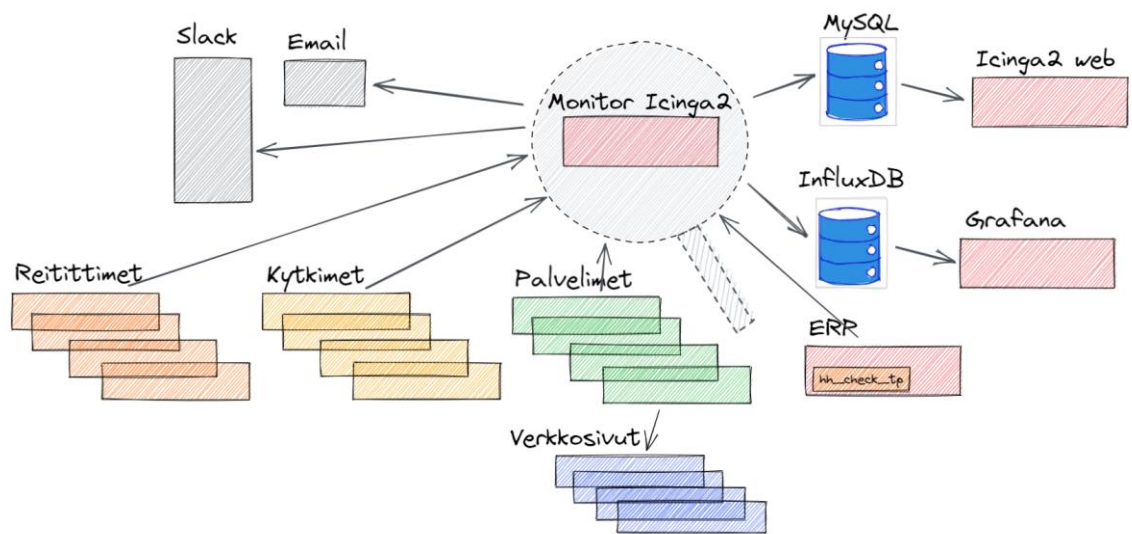 MySQL
Slack
Email
Icinga2 web
Monitor Icinga2
InfluxDB
Grafana
Reitittimet
Kytkimet
Palvelimet
ERR
hh_check_tp
Verkkosivut